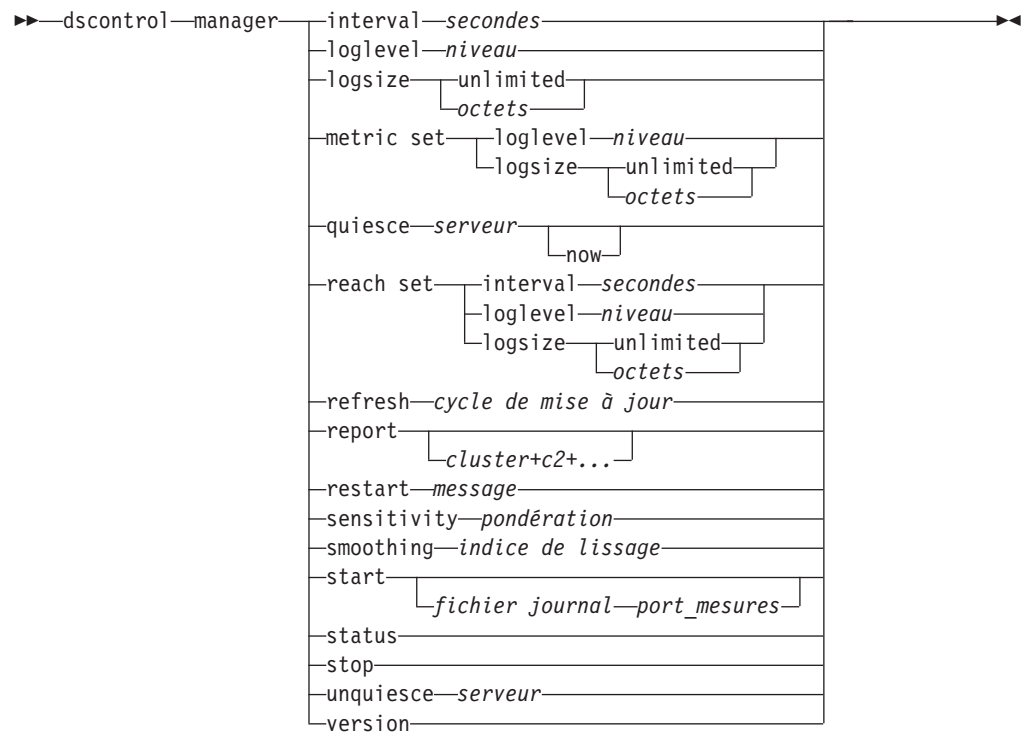 dscontrol manager interval secondes
loglevel niveau
logsize unlimited
octets
metric set loglevel niveau
logsize unlimited
octets
quiesce serveur
now
reach set interval secondes
loglevel niveau
logsize unlimited
octets
refresh cycle de mise à jour
report
cluster+c2+...
restart message
sensitivity pondération
smoothing indice de lissage
start
fichier journal port_mesures
status
stop
unquiesce serveur
version